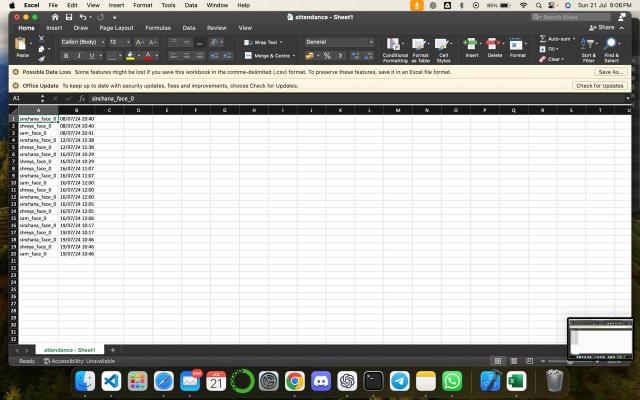 Excel File Edit View Insert Format Tools Data Window Help 85% Sun 21 Jul 9:06 PM
attendance - Sheet1 Search Sheet
Home Insert Draw Page Layout Formulas Data Review View Share
Paste Calibri (Body) 12 Wrap Text General Conditional Formatting Format as Table Cell Styles Insert Delete Format Auto-sum Sort & Filter Find & Select
B I U Merge & Centre Fill Clear
Possible Data Loss Some features might be lost if you save this workbook in the comma-delimited (.csv) format. To preserve these features, save it in an Excel file format. Save As...
Office Update To keep up to date with security updates, fixes and improvements, choose Check for Updates. Check for Updates
A1 fx sinchana_face_0
A B C D E F G H I J K L M N O P Q R S T U
1 sinchana_face_0 08/07/24 20:40
2 shreya_face_0 08/07/24 20:40
3 sam_face_0 08/07/24 20:41
4 sinchana_face_0 12/07/24 15:38
5 shreya_face_0 12/07/24 15:38
6 sinchana_face_0 16/07/24 10:29
7 shreya_face_0 16/07/24 10:29
8 sinchana_face_0 16/07/24 11:07
9 shreya_face_0 16/07/24 11:07
10 sam_face_0 16/07/24 12:00
11 shreya_face_0 16/07/24 12:00
12 sinchana_face_0 16/07/24 12:00
13 sinchana_face_0 16/07/24 12:05
14 shreya_face_0 16/07/24 12:05
15 sam_face_0 16/07/24 12:06
16 sinchana_face_0 19/07/24 10:17
17 shreya_face_0 19/07/24 10:17
18 sinchana_face_0 19/07/24 10:46
19 shreya_face_0 19/07/24 10:46
20 sam_face_0 19/07/24 10:46
21
22
23
24
25
26
27
28
29
30
31
32
attendance - Sheet1
Ready Accessibility: Unavailable
JUL
21